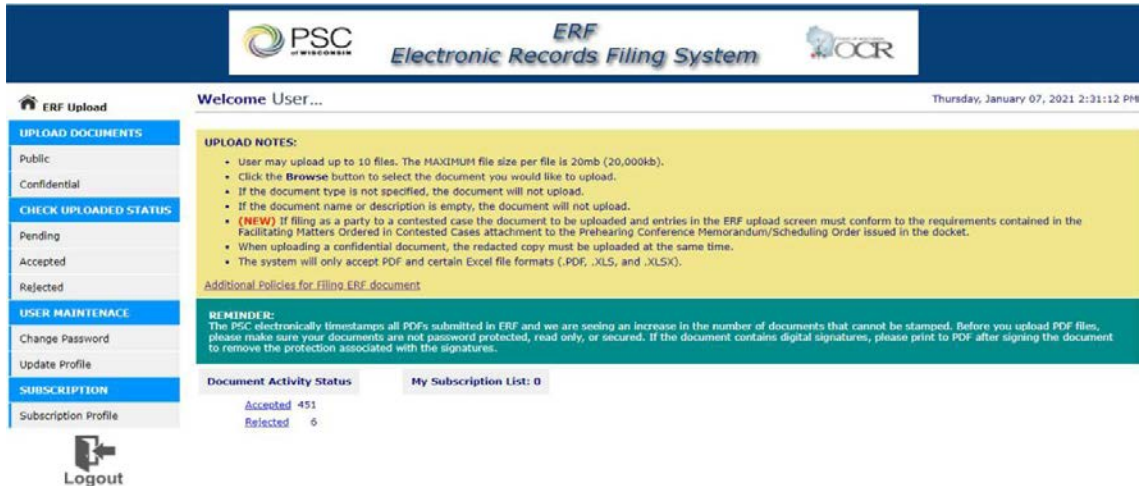 PSC
OF WISCONSIN
ERF
Electronic Records Filing System
OCR
ERF Upload
Welcome User...
Thursday, January 07, 2021 2:31:12 PM
UPLOAD DOCUMENTS
Public
Confidential
CHECK UPLOADED STATUS
Pending
Accepted
Rejected
USER MAINTENACE
Change Password
Update Profile
SUBSCRIPTION
Subscription Profile
Logout
UPLOAD NOTES:
• User may upload up to 10 files. The MAXIMUM file size per file is 20mb (20,000kb).
• Click the Browse button to select the document you would like to upload.
• If the document type is not specified, the document will not upload.
• If the document name or description is empty, the document will not upload.
• (NEW) If filing as a party to a contested case the document to be uploaded and entries in the ERF upload screen must conform to the requirements contained in the
Facilitating Matters Ordered in Contested Cases attachment to the Prehearing Conference Memorandum/Scheduling Order issued in the docket.
• When uploading a confidential document, the redacted copy must be uploaded at the same time.
• The system will only accept PDF and certain Excel file formats (.PDF, .XLS, and .XLSX).
Additional Policies for Filing ERF document
REMINDER:
The PSC electronically timestamps all PDFs submitted in ERF and we are seeing an increase in the number of documents that cannot be stamped. Before you upload PDF files,
please make sure your documents are not password protected, read only, or secured. If the document contains digital signatures, please print to PDF after signing the document
to remove the protection associated with the signatures.
Document Activity Status
My Subscription List: 0
Accepted 451
Rejected 6